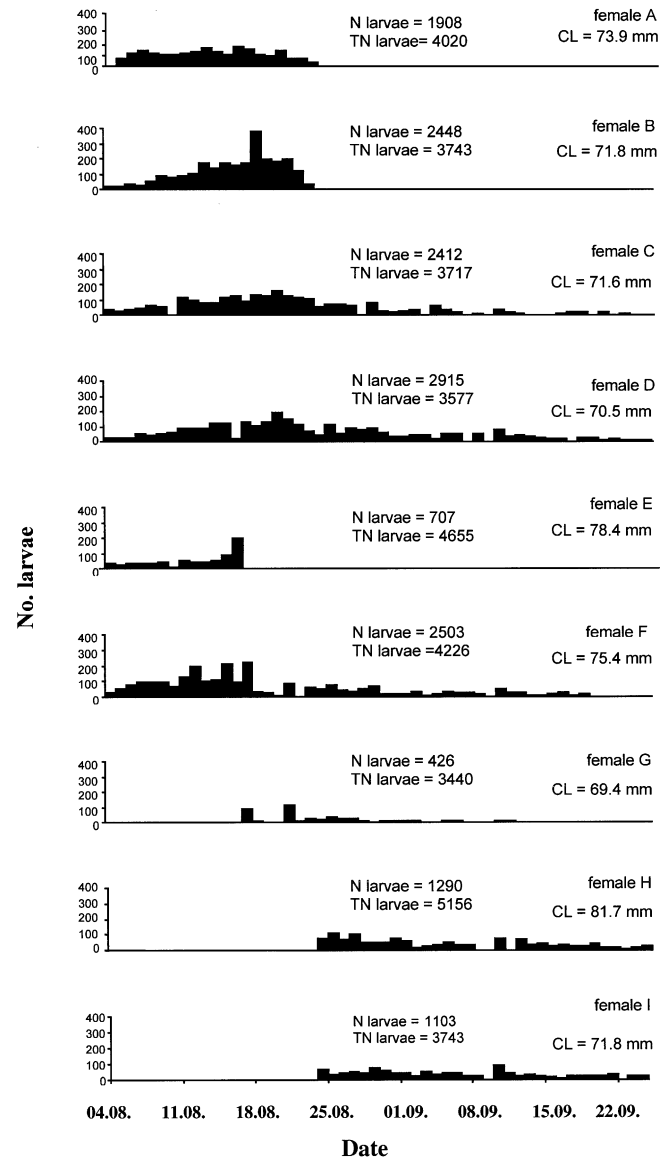 400
300
200
100
0
N larvae = 1908
TN larvae= 4020
female A
CL = 73.9 mm
400
300
200
100
0
N larvae = 2448
TN larvae = 3743
female B
CL = 71.8 mm
400
300
200
100
0
N larvae = 2412
TN larvae = 3717
female C
CL = 71.6 mm
400
300
200
100
0
N larvae = 2915
TN larvae = 3577
female D
CL = 70.5 mm
400
300
200
100
0
N larvae = 707
TN larvae = 4655
female E
CL = 78.4 mm
400
300
200
100
0
N larvae = 2503
TN larvae =4226
female F
CL = 75.4 mm
400
300
200
100
0
N larvae = 426
TN larvae = 3440
female G
CL = 69.4 mm
400
300
200
100
0
N larvae = 1290
TN larvae = 5156
female H
CL = 81.7 mm
400
300
200
100
0
N larvae = 1103
TN larvae = 3743
female I
CL = 71.8 mm
No. larvae
04.08. 11.08. 18.08. 25.08. 01.09. 08.09. 15.09. 22.09.
Date